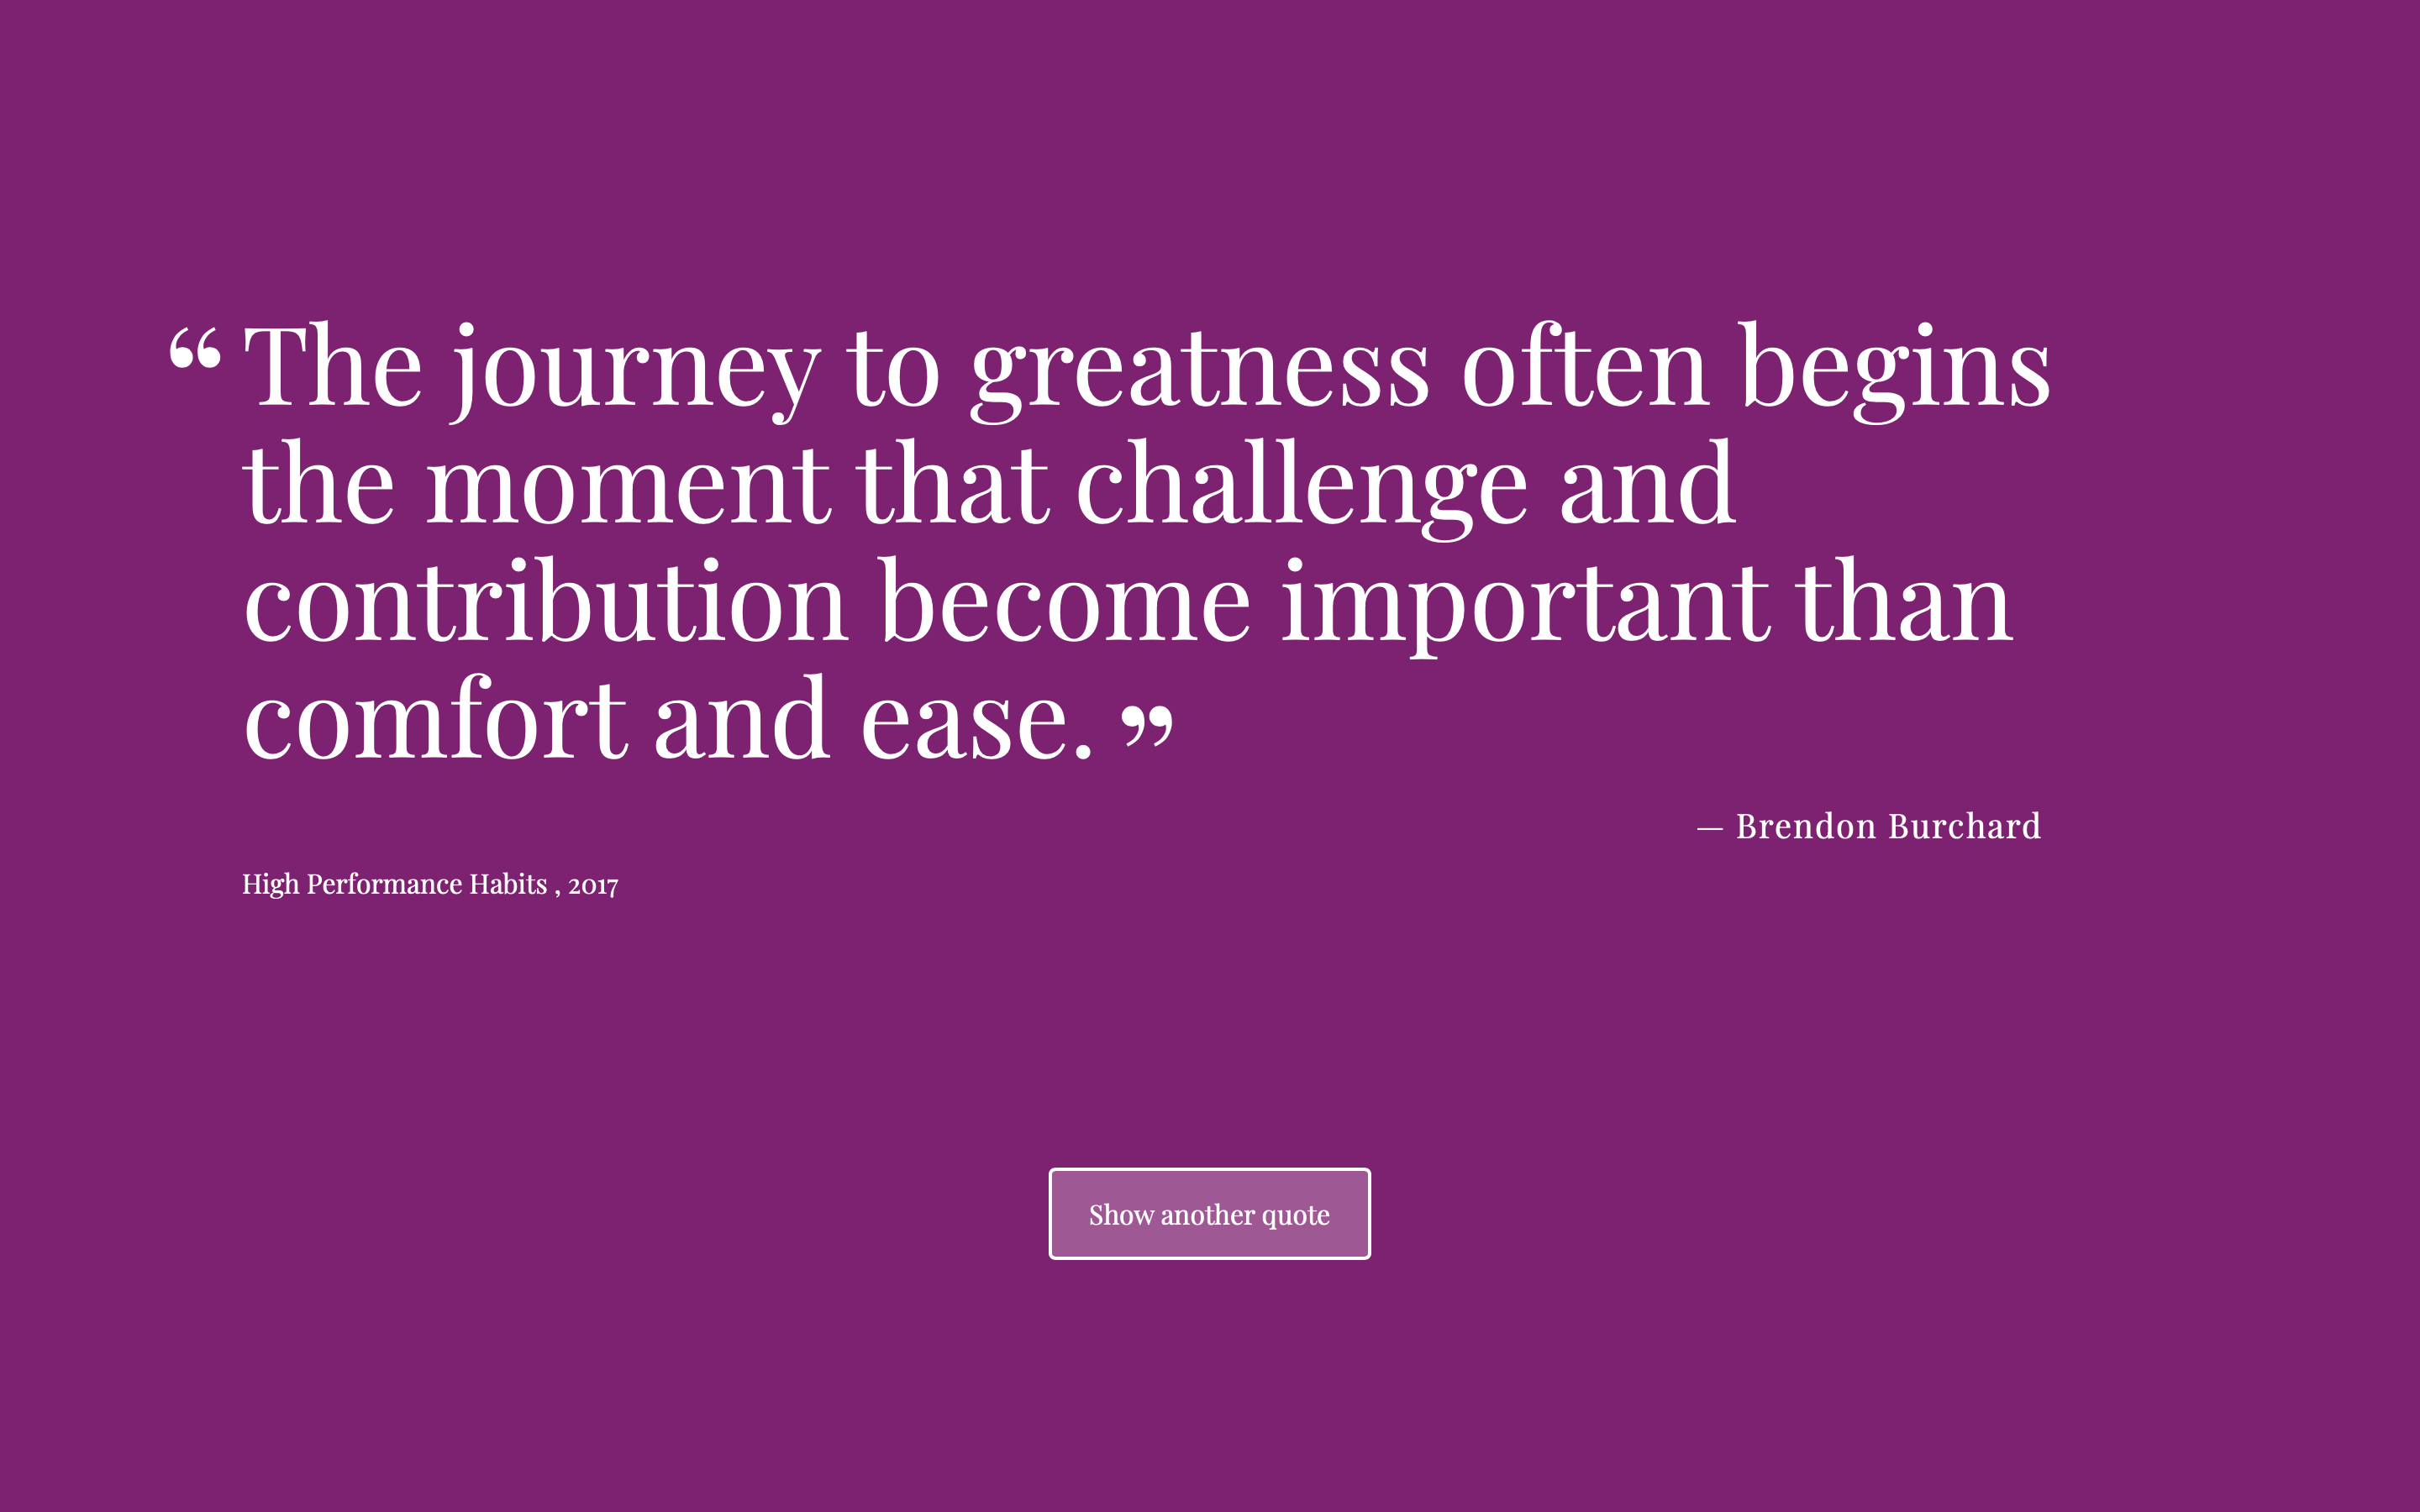 “ The journey to greatness often begins
the moment that challenge and
contribution become important than
comfort and ease. ”
— Brendon Burchard
High Performance Habits , 2017
Show another quote